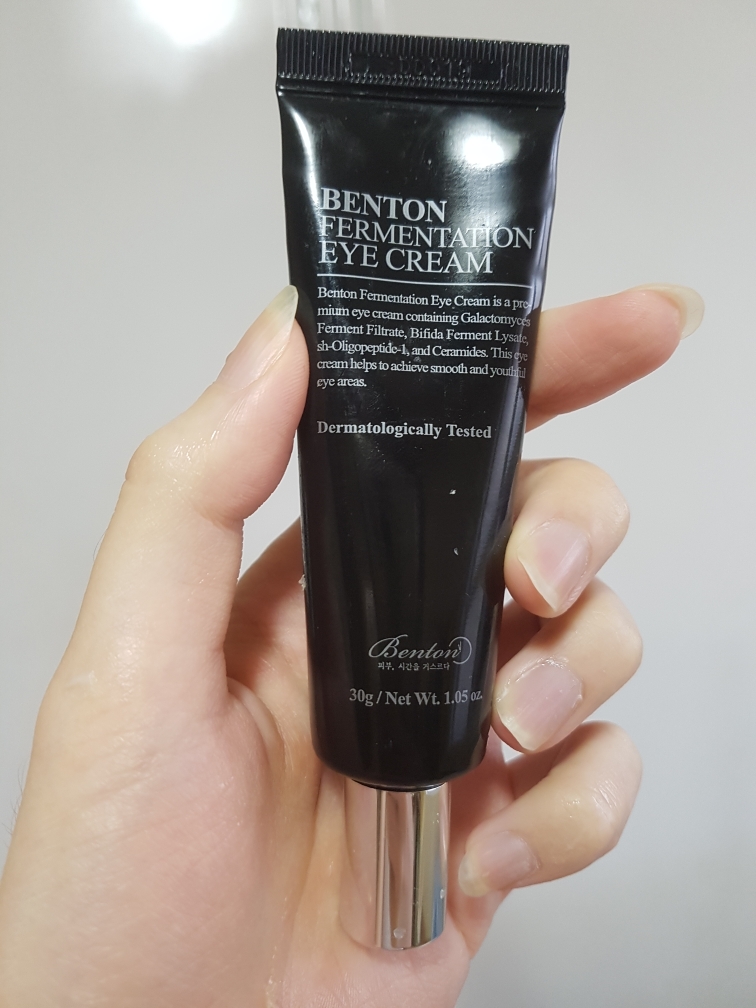 BENTON
FERMENTATION
EYE CREAM
Benton Fermentation Eye Cream is a pre-
mium eye cream containing Galactomyces
Ferment Filtrate, Bifida Ferment Lysate,
sh-Oligopeptide-1, and Ceramides. This eye
cream helps to achieve smooth and youthful
eye areas.
Dermatologically Tested
Benton
피부, 시간을 거스르다
30g / Net Wt. 1.05 oz.